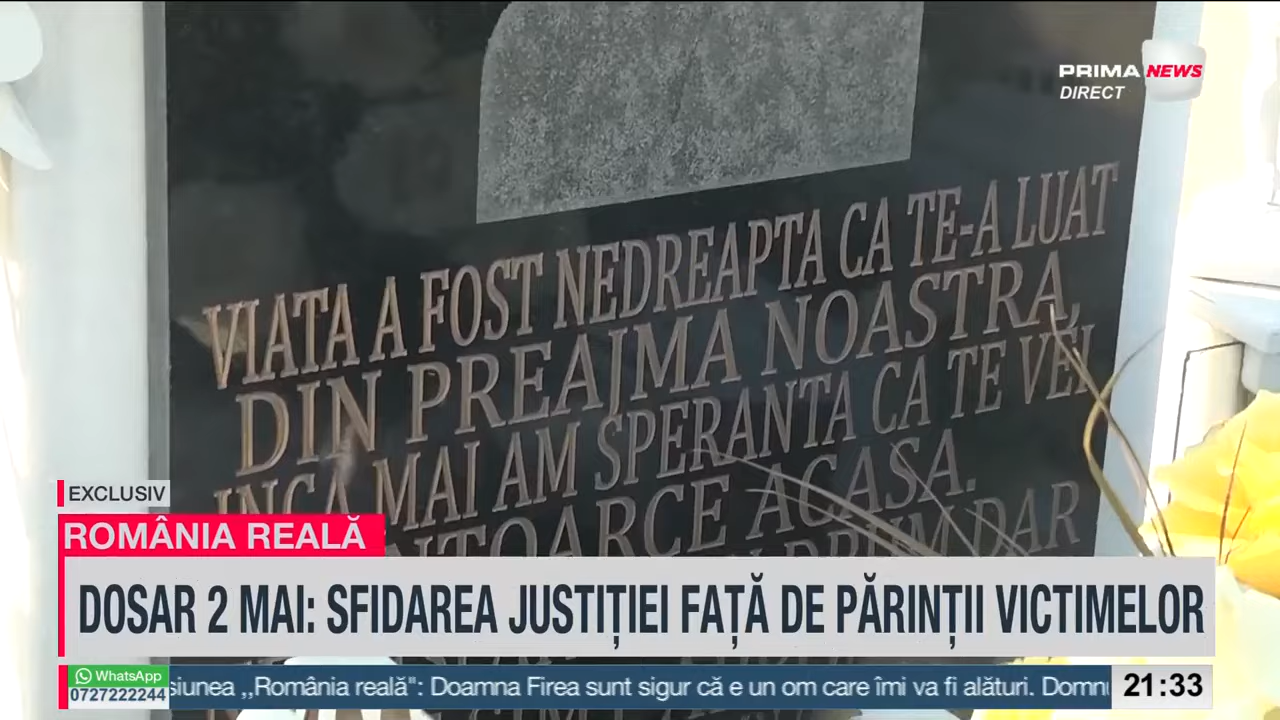 PRIMA NEWS
DIRECT
VIATA A FOST NEDREAPTA CA TE-A LUAT
DIN PREAJMA NOASTRA,
INCA MAI AM SPERANTA CA TE VEI
ACASA.
DAR
EXCLUSIV
ROMÂNIA REALĂ
DOSAR 2 MAI: SFIDAREA JUSTIȚIEI FAȚĂ DE PĂRINȚII VICTIMELOR
WhatsApp
0727222244
siunea ,,România reală": Doamna Firea sunt sigur că e un om care îmi va fi alături. Domnu
21:33